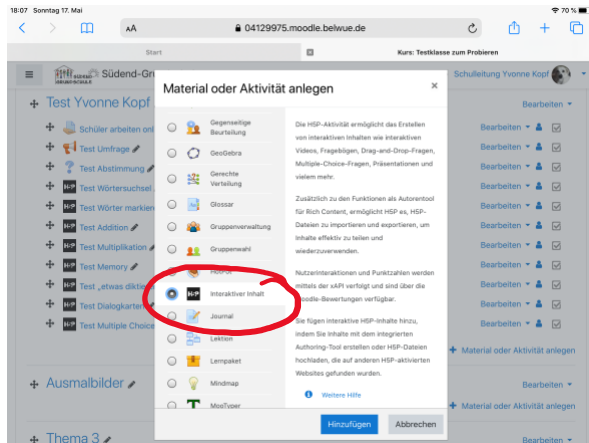 18:07 Sonntag 17. Mai
70 %
AA
04129975.moodle.belwue.de
Start
Kurs: Testklasse zum Probieren
Südend-Gru
Schulleitung Yvonne Kopf
Material oder Aktivität anlegen
×
Test Yvonne Kopf
Bearbeiten
Schüler arbeiten onl
Bearbeiten
Test Umfrage
Bearbeiten
Test Abstimmung
Bearbeiten
Test Wörtersuchsel
Bearbeiten
Test Wörter markieren
Bearbeiten
Test Addition
Bearbeiten
Test Multiplikation
Bearbeiten
Test Memory
Bearbeiten
Test „etwas diktie
Bearbeiten
Test Dialogkarten
Bearbeiten
Test Multiple Choice
Bearbeiten
Material oder Aktivität anlegen
Ausmalbilder
Bearbeiten
Material oder Aktivität anlegen
Thema 3
Bearbeiten
Gegenseitige
Beurteilung
GeoGebra
Gerechte
Verteilung
Glossar
Gruppenverwaltung
Gruppenwahl
H5P
Interaktiver Inhalt
Journal
Lektion
Lernpaket
Mindmap
MooTyper
Die H5P-Aktivität ermöglicht das Erstellen
von interaktiven Inhalten wie interaktiven
Videos, Fragebögen, Drag-and-Drop-Fragen,
Multiple-Choice-Fragen, Präsentationen und
vielem mehr.
Zusätzlich zu den Funktionen als Autorentool
für Rich Content, ermöglicht H5P es, H5P-
Dateien zu importieren und exportieren, um
Inhalte effektiv zu teilen und
wiederzuverwenden.
Nutzerinteraktionen und Punktzahlen werden
mittels der xAPI verfolgt und sind über die
Moodle-Bewertungen verfügbar.
Sie fügen interaktive H5P-Inhalte hinzu,
indem Sie Inhalte mit dem integrierten
Authoring-Tool erstellen oder H5P-Dateien
hochladen, die auf anderen H5P-aktivierten
Websites gefunden wurden.
Weitere Hilfe
Hinzufügen
Abbrechen